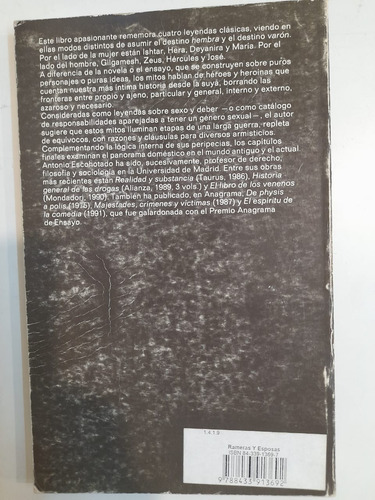 Este libro apasionante rememora cuatro leyendas clásicas, viendo en
ellas modos distintos de asumir el destino hembra y el destino varón.
Por el lado de la mujer están Ishtar, Hera, Deyanira y María. Por el
lado del hombre, Gilgamesh, Zeus, Hércules y José.
A diferencia de la novela o el ensayo, que se construyen sobre puros
personajes o puras ideas, los mitos hablan de héroes y heroínas que
cuentan nuestra más íntima historia desde la suya, borrando las
fronteras entre propio y ajeno, particular y general, interno y externo,
azaroso y necesario.
Consideradas como leyendas sobre sexo y deber —o como catálogo
de responsabilidades aparejadas a tener un género sexual—, el autor
sugiere que estos mitos iluminan etapas de una larga guerra, repleta
de equívocos, con razones y cláusulas para diversos armisticios.
Complementando la lógica interna de sus peripecias, los capítulos
finales examinan el panorama doméstico en el mundo antiguo y el actual.
Antonio Escohotado ha sido, sucesivamente, profesor de derecho,
filosofía y sociología en la Universidad de Madrid. Entre sus obras
más recientes están Realidad y substancia (Taurus, 1986), Historia
general de las drogas (Alianza, 1989, 3 vols.) y El libro de los venenos
(Mondadori, 1990). También ha publicado, en Anagrama, De physis
a polis (1975), Majestades, crímenes y víctimas (1987) y El espíritu de
la comedia (1991), que fue galardonada con el Premio Anagrama
de Ensayo.
1419
Rameras Y Esposas
ISBN 84-339-1369-7
9788433913692